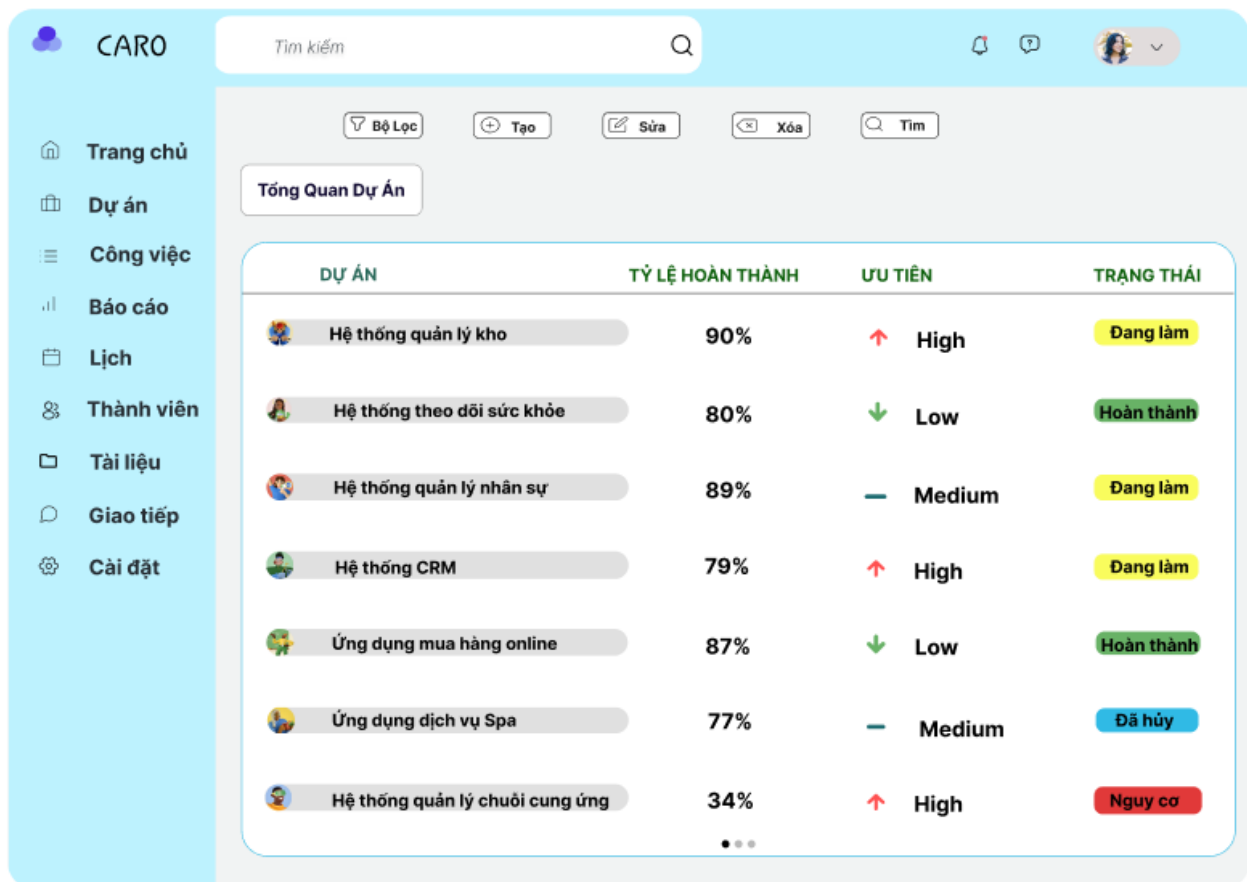 CARO
Tìm kiếm
Trang chủ
Dự án
Công việc
Báo cáo
Lịch
Thành viên
Tài liệu
Giao tiếp
Cài đặt
Bộ Lọc Tạo Sửa Xóa Tìm
Tổng Quan Dự Án
DỰ ÁN TỶ LỆ HOÀN THÀNH ƯU TIÊN TRẠNG THÁI
Hệ thống quản lý kho 90% High Đang làm
Hệ thống theo dõi sức khỏe 80% Low Hoàn thành
Hệ thống quản lý nhân sự 89% Medium Đang làm
Hệ thống CRM 79% High Đang làm
Ứng dụng mua hàng online 87% Low Hoàn thành
Ứng dụng dịch vụ Spa 77% Medium Đã hủy
Hệ thống quản lý chuỗi cung ứng 34% High Nguy cơ